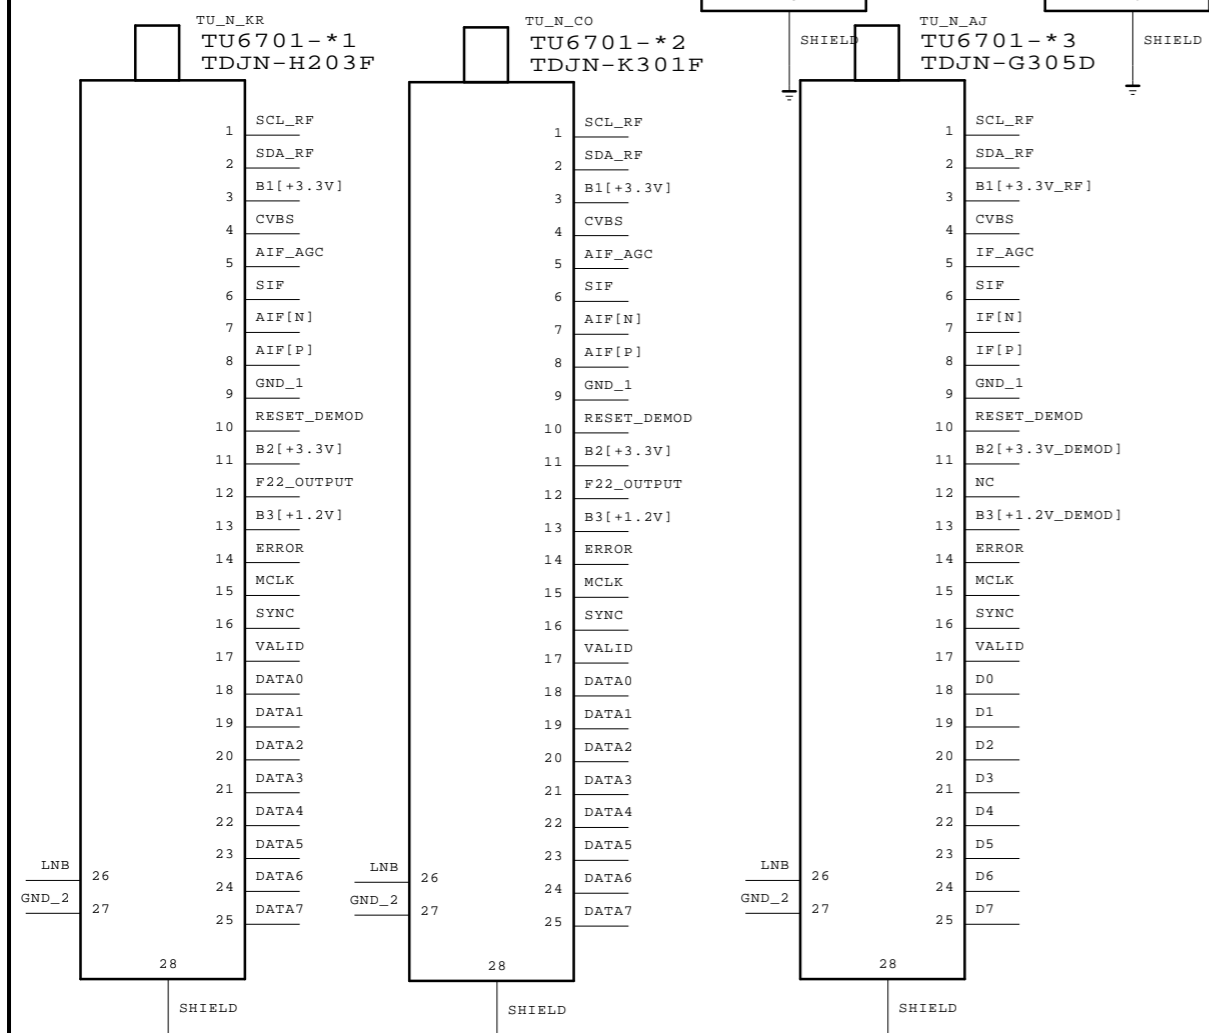 SHIELD
SHIELD
TU_N_KR
TU6701-*1
TDJN-H203F
1 SCL_RF
2 SDA_RF
3 B1[+3.3V]
4 CVBS
5 AIF_AGC
6 SIF
7 AIF[N]
8 AIF[P]
9 GND_1
10 RESET_DEMOD
11 B2[+3.3V]
12 F22_OUTPUT
13 B3[+1.2V]
14 ERROR
15 MCLK
16 SYNC
17 VALID
18 DATA0
19 DATA1
20 DATA2
21 DATA3
22 DATA4
23 DATA5
24 DATA6
25 DATA7
LNB 26
GND_2 27
28
SHIELD
TU_N_CO
TU6701-*2
TDJN-K301F
1 SCL_RF
2 SDA_RF
3 B1[+3.3V]
4 CVBS
5 AIF_AGC
6 SIF
7 AIF[N]
8 AIF[P]
9 GND_1
10 RESET_DEMOD
11 B2[+3.3V]
12 F22_OUTPUT
13 B3[+1.2V]
14 ERROR
15 MCLK
16 SYNC
17 VALID
18 DATA0
19 DATA1
20 DATA2
21 DATA3
22 DATA4
23 DATA5
24 DATA6
25 DATA7
LNB 26
GND_2 27
28
SHIELD
TU_N_AJ
TU6701-*3
TDJN-G305D
1 SCL_RF
2 SDA_RF
3 B1[+3.3V_RF]
4 CVBS
5 IF_AGC
6 SIF
7 IF[N]
8 IF[P]
9 GND_1
10 RESET_DEMOD
11 B2[+3.3V_DEMOD]
12 NC
13 B3[+1.2V_DEMOD]
14 ERROR
15 MCLK
16 SYNC
17 VALID
18 D0
19 D1
20 D2
21 D3
22 D4
23 D5
24 D6
25 D7
LNB 26
GND_2 27
28
SHIELD